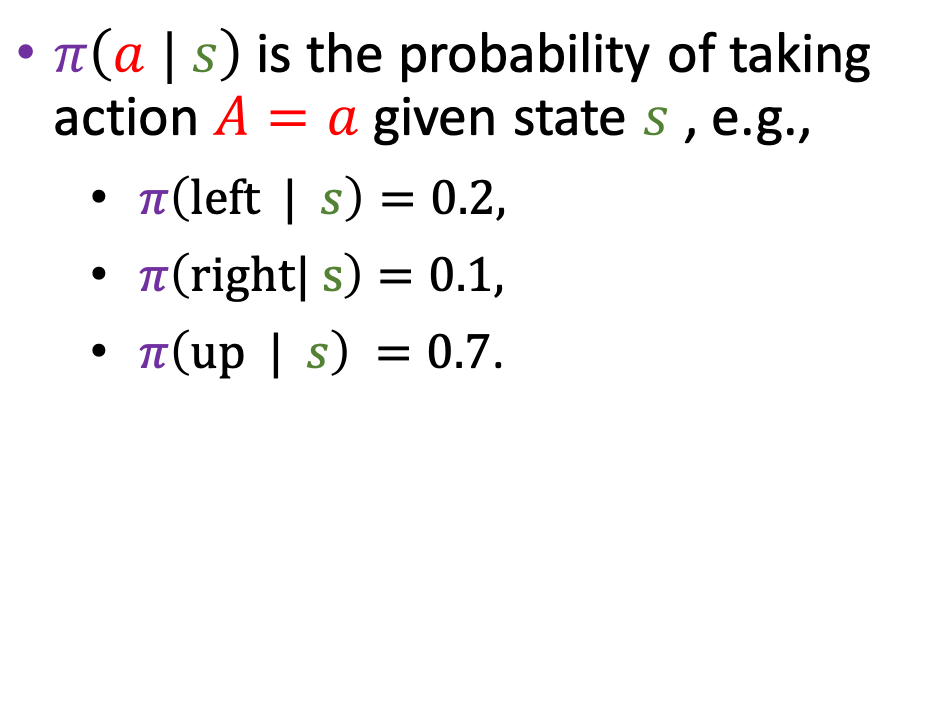 • π(a | s) is the probability of taking
action A = a given state s , e.g.,
• π(left | s) = 0.2,
• π(right| s) = 0.1,
• π(up | s) = 0.7.